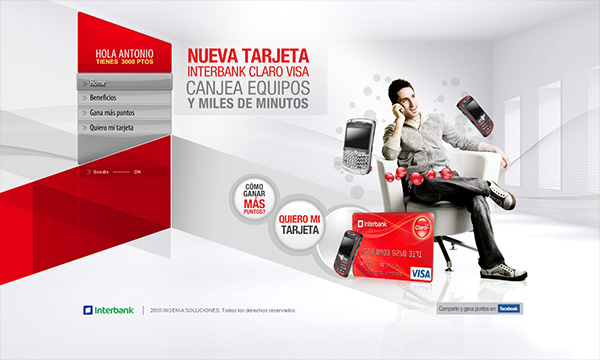 HOLA ANTONIO
TIENES 3000 PTOS
Home
Beneficios
Gana más puntos
Quiero mi tarjeta
Sonido ON
NUEVA TARJETA
INTERBANK CLARO VISA
CANJEA EQUIPOS
Y MILES DE MINUTOS
CÓMO
GANAR
MÁS
PUNTOS?
QUIERO MI
TARJETA
Interbank
Claro
VISA
Interbank
2010 INGENIA SOLUCIONES. Todos los derechos reservados
Comparte y gana puntos en facebook